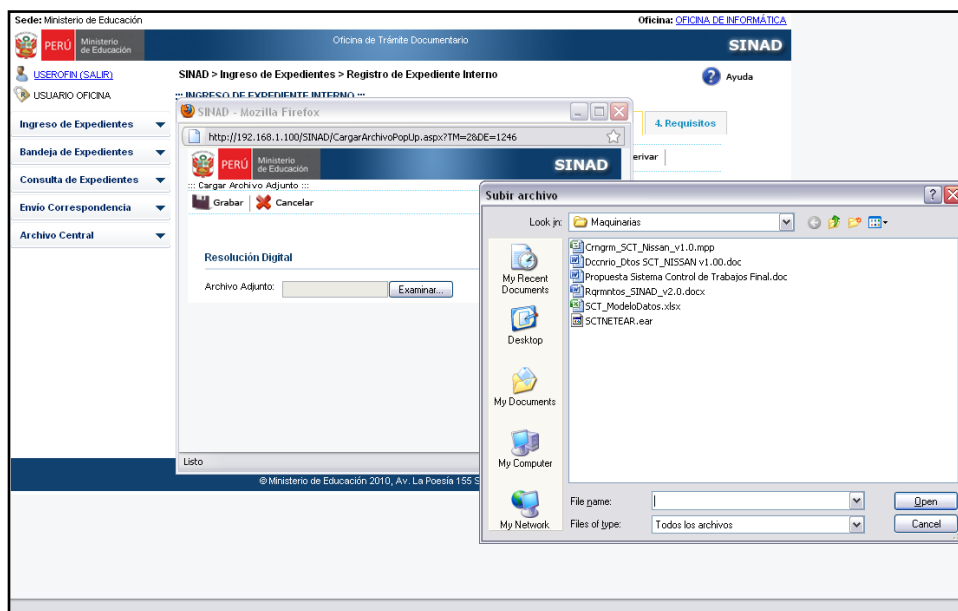 Sede: Ministerio de Educación
Oficina: OFICINA DE INFORMÁTICA
PERÚ Ministerio de Educación
Oficina de Trámite Documentario
SINAD
USEROFIN (SALIR)
SINAD > Ingreso de Expedientes > Registro de Expediente Interno
Ayuda
USUARIO OFICINA
::: INGRESO DE EXPEDIENTE INTERNO :::
Ingreso de Expedientes
Bandeja de Expedientes
Consulta de Expedientes
Envío Correspondencia
Archivo Central
4. Requisitos
erivar
SINAD - Mozilla Firefox
http://192.168.1.100/SINAD/CargarArchivoPopUp.aspx?TM=2&DE=1246
PERÚ Ministerio de Educación
SINAD
::: Cargar Archivo Adjunto :::
Grabar Cancelar
Resolución Digital
Archivo Adjunto: Examinar...
Listo
© Ministerio de Educación 2010, Av. La Poesía 155 S
Subir archivo
Look in: Maquinarias
My Recent Documents
Desktop
My Documents
My Computer
My Network
Crngrm_SCT_Nissan_v1.0.mpp
Dccnrio_Dtos SCT_NISSAN v1.00.doc
Propuesta Sistema Control de Trabajos Final.doc
Rqrmntos_SINAD_v2.0.docx
SCT_ModeloDatos.xlsx
SCTNETEAR.ear
File name: Open
Files of type: Todos los archivos Cancel